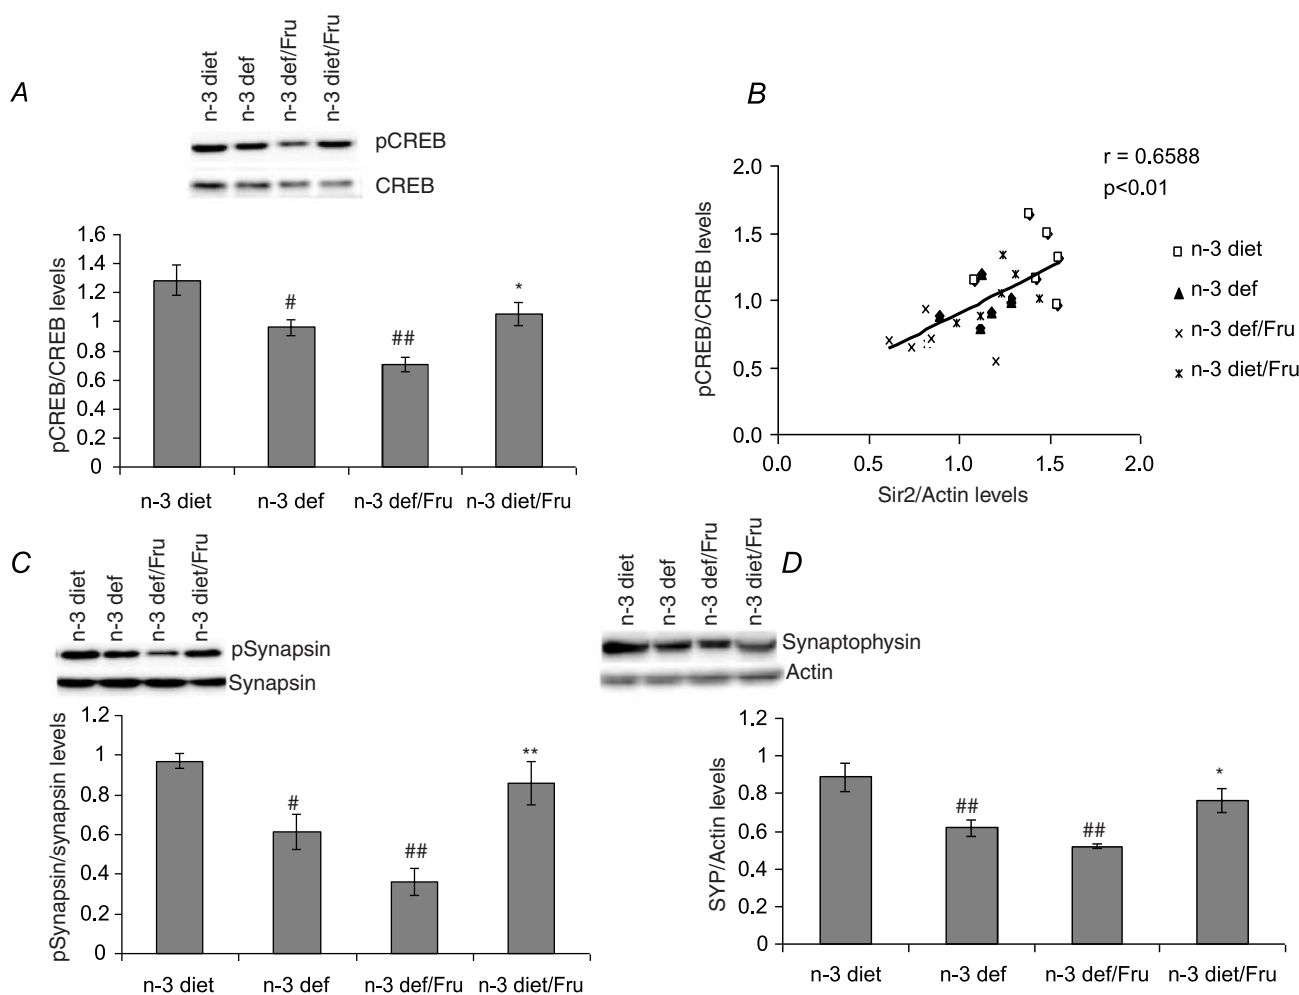 A
n-3 diet
n-3 def
n-3 def/Fru
n-3 diet/Fru
pCREB
CREB
pCREB/CREB levels
1.6
1.4
1.2
1
0.8
0.6
0.4
0.2
0
#
##
*
n-3 diet n-3 def n-3 def/Fru n-3 diet/Fru
B
r = 0.6588
p<0.01
pCREB/CREB levels
2.0
1.5
1.0
0.5
0.0
0.0 0.5 1.0 1.5 2.0
Sir2/Actin levels
n-3 diet
n-3 def
n-3 def/Fru
n-3 diet/Fru
C
n-3 diet
n-3 def
n-3 def/Fru
n-3 diet/Fru
pSynapsin
Synapsin
pSynapsin/synapsin levels
1.2
1
0.8
0.6
0.4
0.2
0
#
##
**
n-3 diet n-3 def n-3 def/Fru n-3 diet/Fru
D
n-3 diet
n-3 def
n-3 def/Fru
n-3 diet/Fru
Synaptophysin
Actin
SYP/Actin levels
1.2
1
0.8
0.6
0.4
0.2
0
##
##
*
n-3 diet n-3 def n-3 def/Fru n-3 diet/Fru